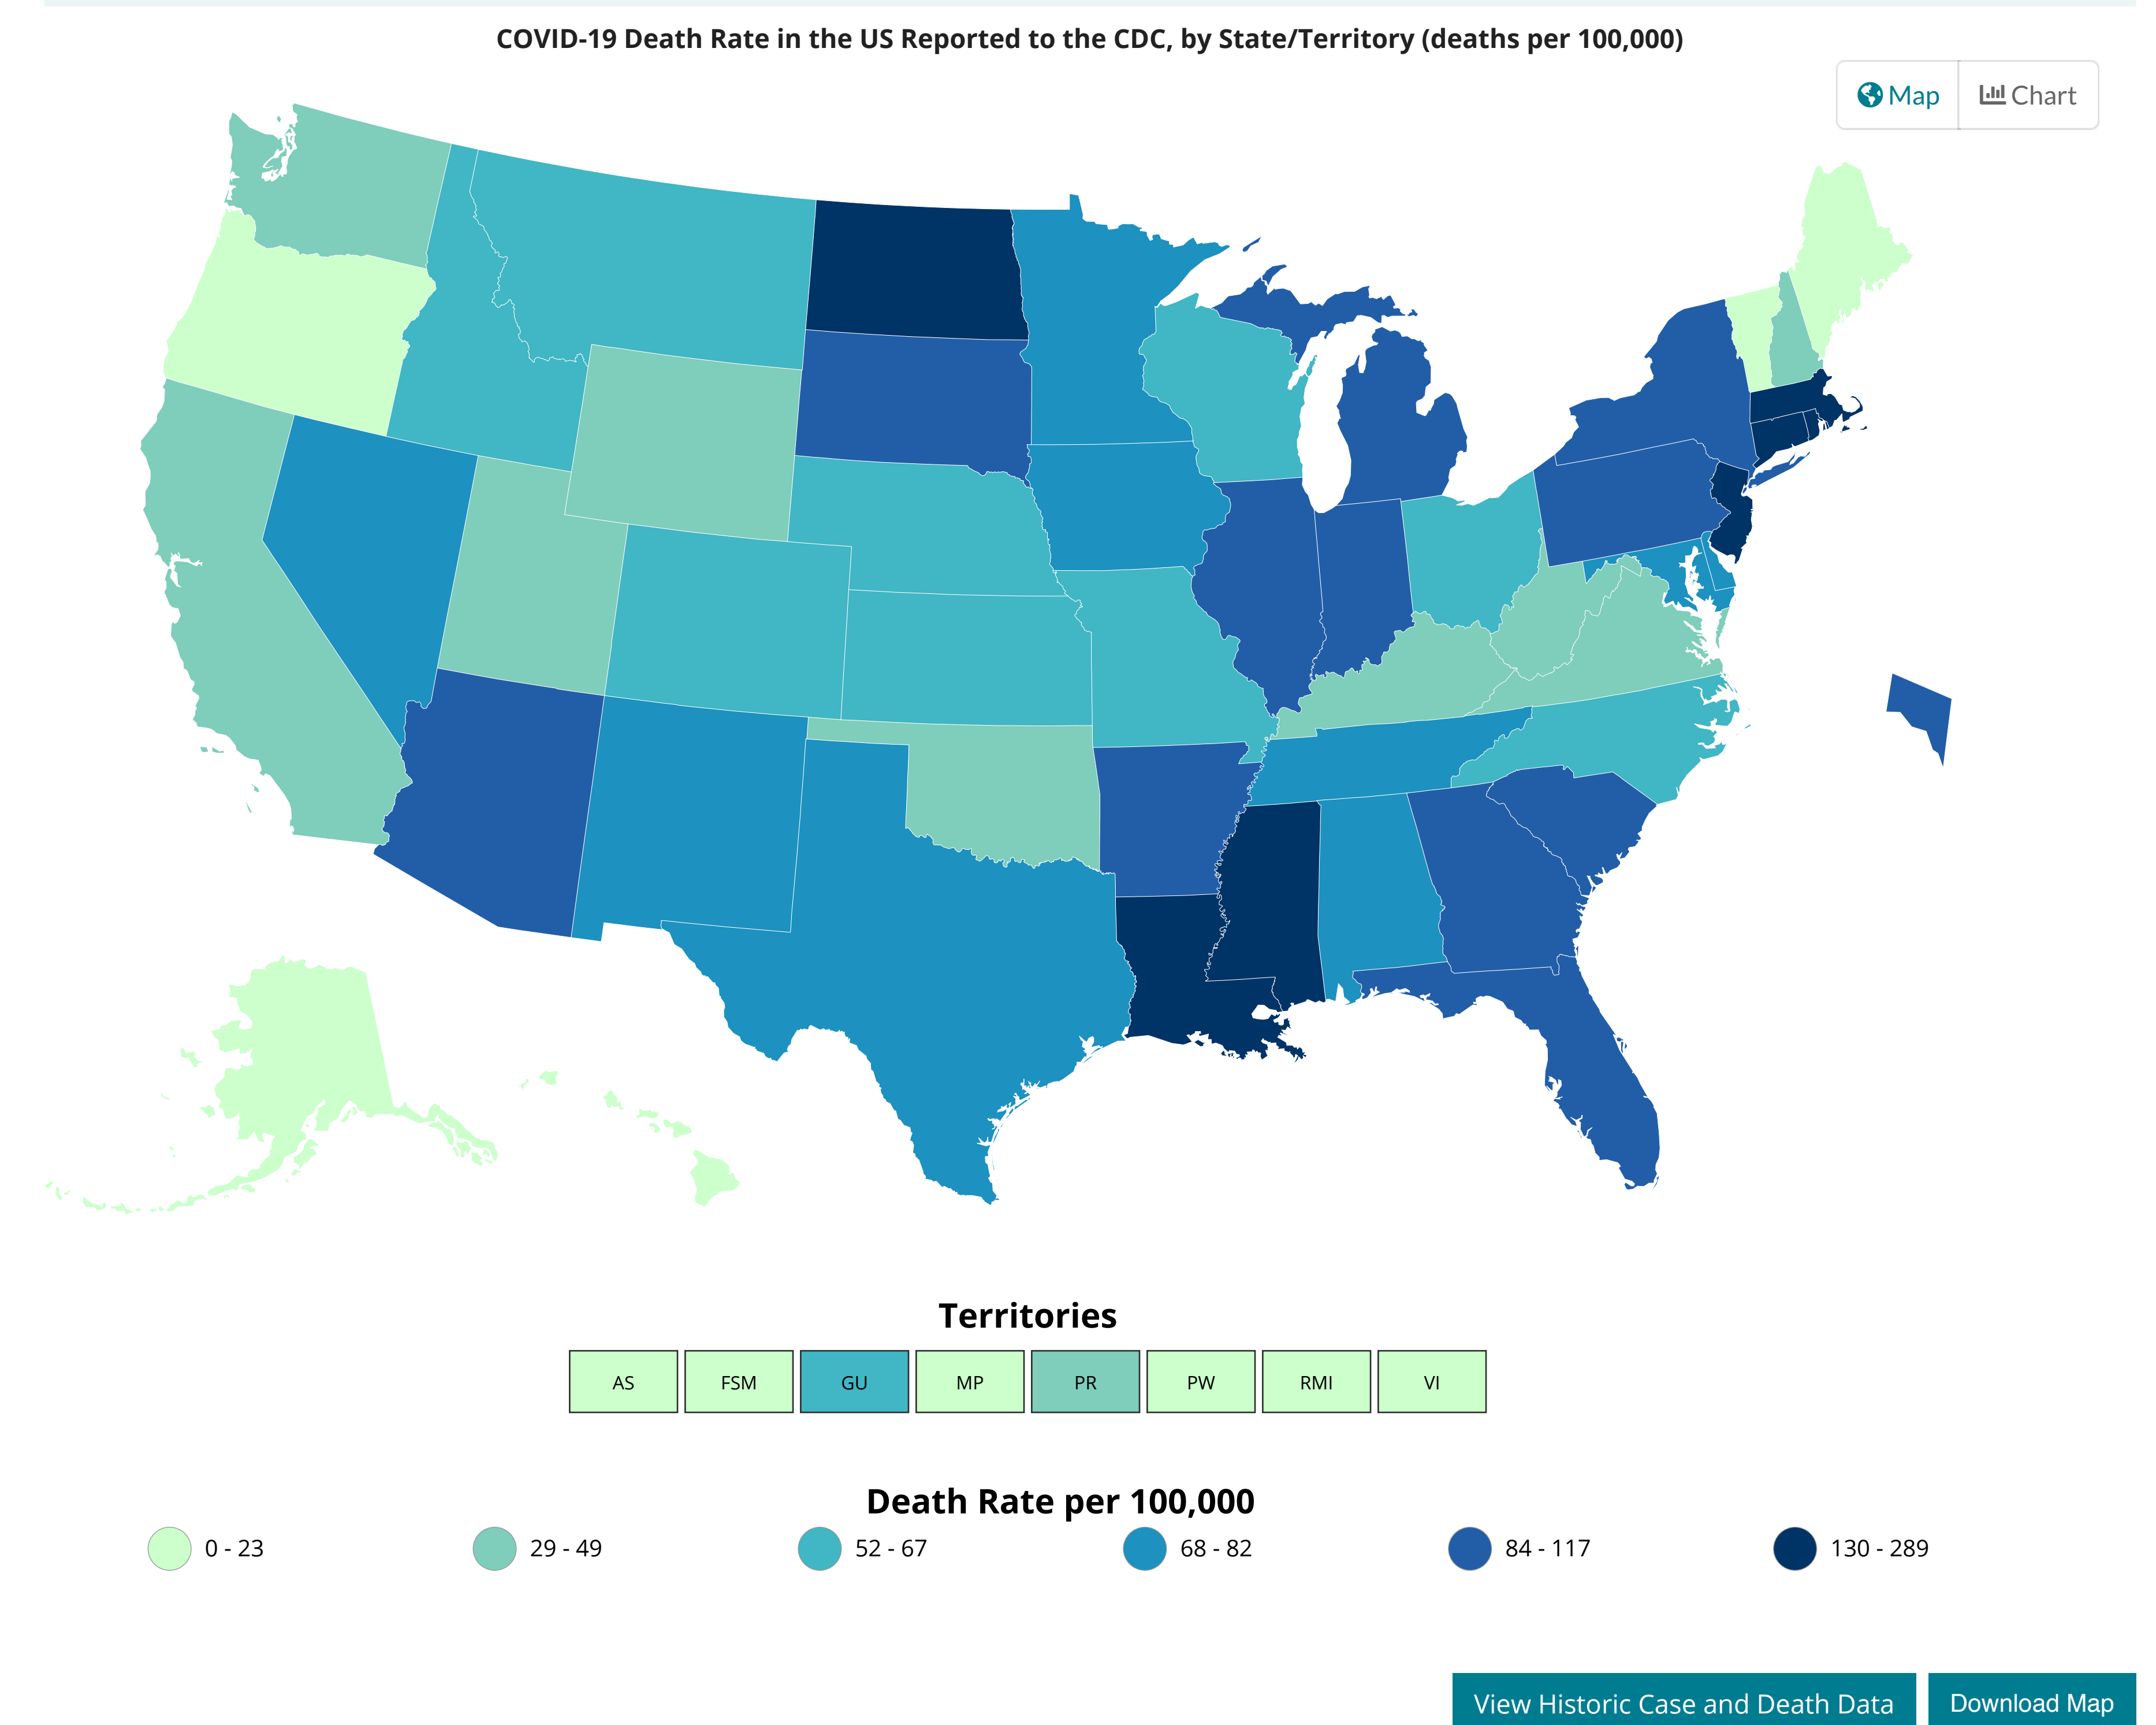 COVID-19 Death Rate in the US Reported to the CDC, by State/Territory (deaths per 100,000)
Map Chart
Territories
AS FSM GU MP PR PW RMI VI
Death Rate per 100,000
0 - 23 29 - 49 52 - 67 68 - 82 84 - 117 130 - 289
View Historic Case and Death Data Download Map